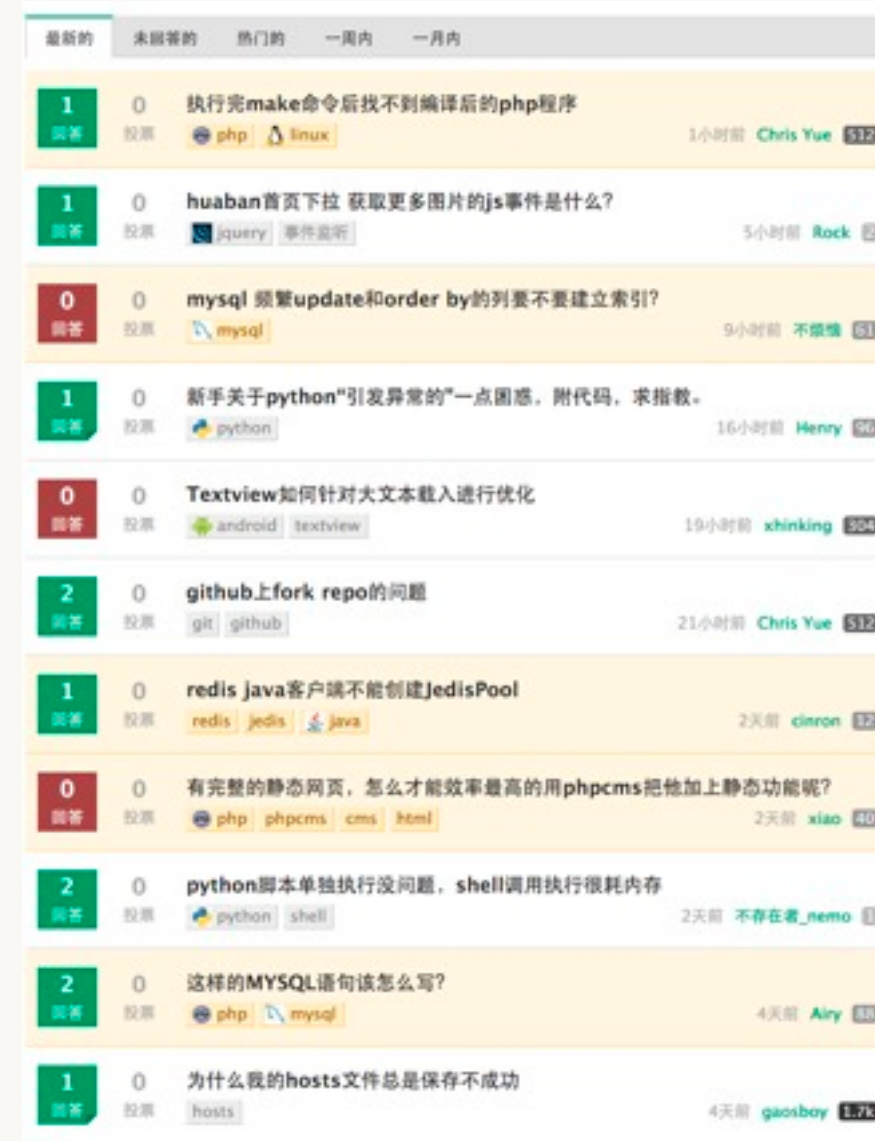 最新的 未回答的 热门的 一周内 一月内
1 0 执行完make命令后找不到编译后的php程序
回答 投票 php linux 1小时前 Chris Yue 512
1 0 huaban首页下拉 获取更多图片的js事件是什么?
回答 投票 jquery 事件监听 5小时前 Rock
0 0 mysql 频繁update和order by的列要不要建立索引?
回答 投票 mysql 9小时前 不烦恼 61
1 0 新手关于python“引发异常的”一点困惑，附代码，求指教。
回答 投票 python 16小时前 Henry 96
0 0 Textview如何针对大文本载入进行优化
回答 投票 android textview 19小时前 xhinking 304
2 0 github上fork repo的问题
回答 投票 git github 21小时前 Chris Yue 512
1 0 redis java客户端不能创建JedisPool
回答 投票 redis jedis java 2天前 cinron 12
0 0 有完整的静态网页，怎么才能效率最高的用phpcms把他加上静态功能呢?
回答 投票 php phpcms cms html 2天前 xiao 40
2 0 python脚本单独执行没问题，shell调用执行很耗内存
回答 投票 python shell 2天前 不存在者_nemo
2 0 这样的MYSQL语句该怎么写?
回答 投票 php mysql 4天前 Airy 88
1 0 为什么我的hosts文件总是保存不成功
回答 投票 hosts 4天前 gaosboy 1.7k